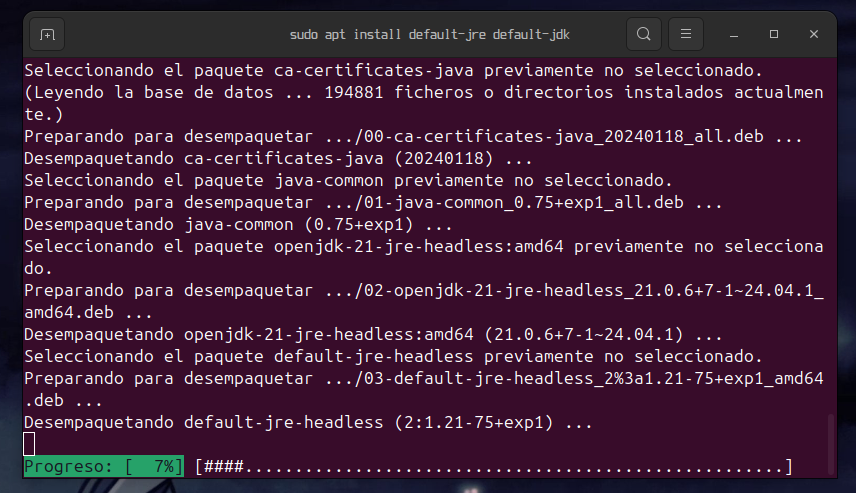 sudo apt install default-jre default-jdk
Seleccionando el paquete ca-certificates-java previamente no seleccionado.
(Leyendo la base de datos ... 194881 ficheros o directorios instalados actualmen
te.)
Preparando para desempaquetar .../00-ca-certificates-java_20240118_all.deb ...
Desempaquetando ca-certificates-java (20240118) ...
Seleccionando el paquete java-common previamente no seleccionado.
Preparando para desempaquetar .../01-java-common_0.75+exp1_all.deb ...
Desempaquetando java-common (0.75+exp1) ...
Seleccionando el paquete openjdk-21-jre-headless:amd64 previamente no selecciona
do.
Preparando para desempaquetar .../02-openjdk-21-jre-headless_21.0.6+7-1~24.04.1_
amd64.deb ...
Desempaquetando openjdk-21-jre-headless:amd64 (21.0.6+7-1~24.04.1) ...
Seleccionando el paquete default-jre-headless previamente no seleccionado.
Preparando para desempaquetar .../03-default-jre-headless_2%3a1.21-75+exp1_amd64
.deb ...
Desempaquetando default-jre-headless (2:1.21-75+exp1) ...
Progreso: [  7%] [####......................................................]